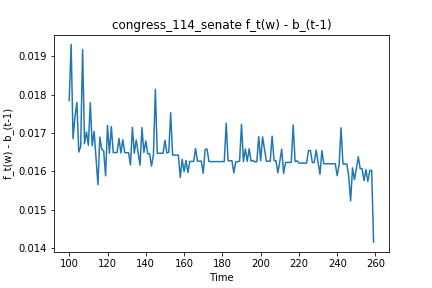 congress_114_senate f_t(w) - b_(t-1)
f_t(w) - b_(t-1)
0.019
0.018
0.017
0.016
0.015
0.014
100 120 140 160 180 200 220 240 260
Time